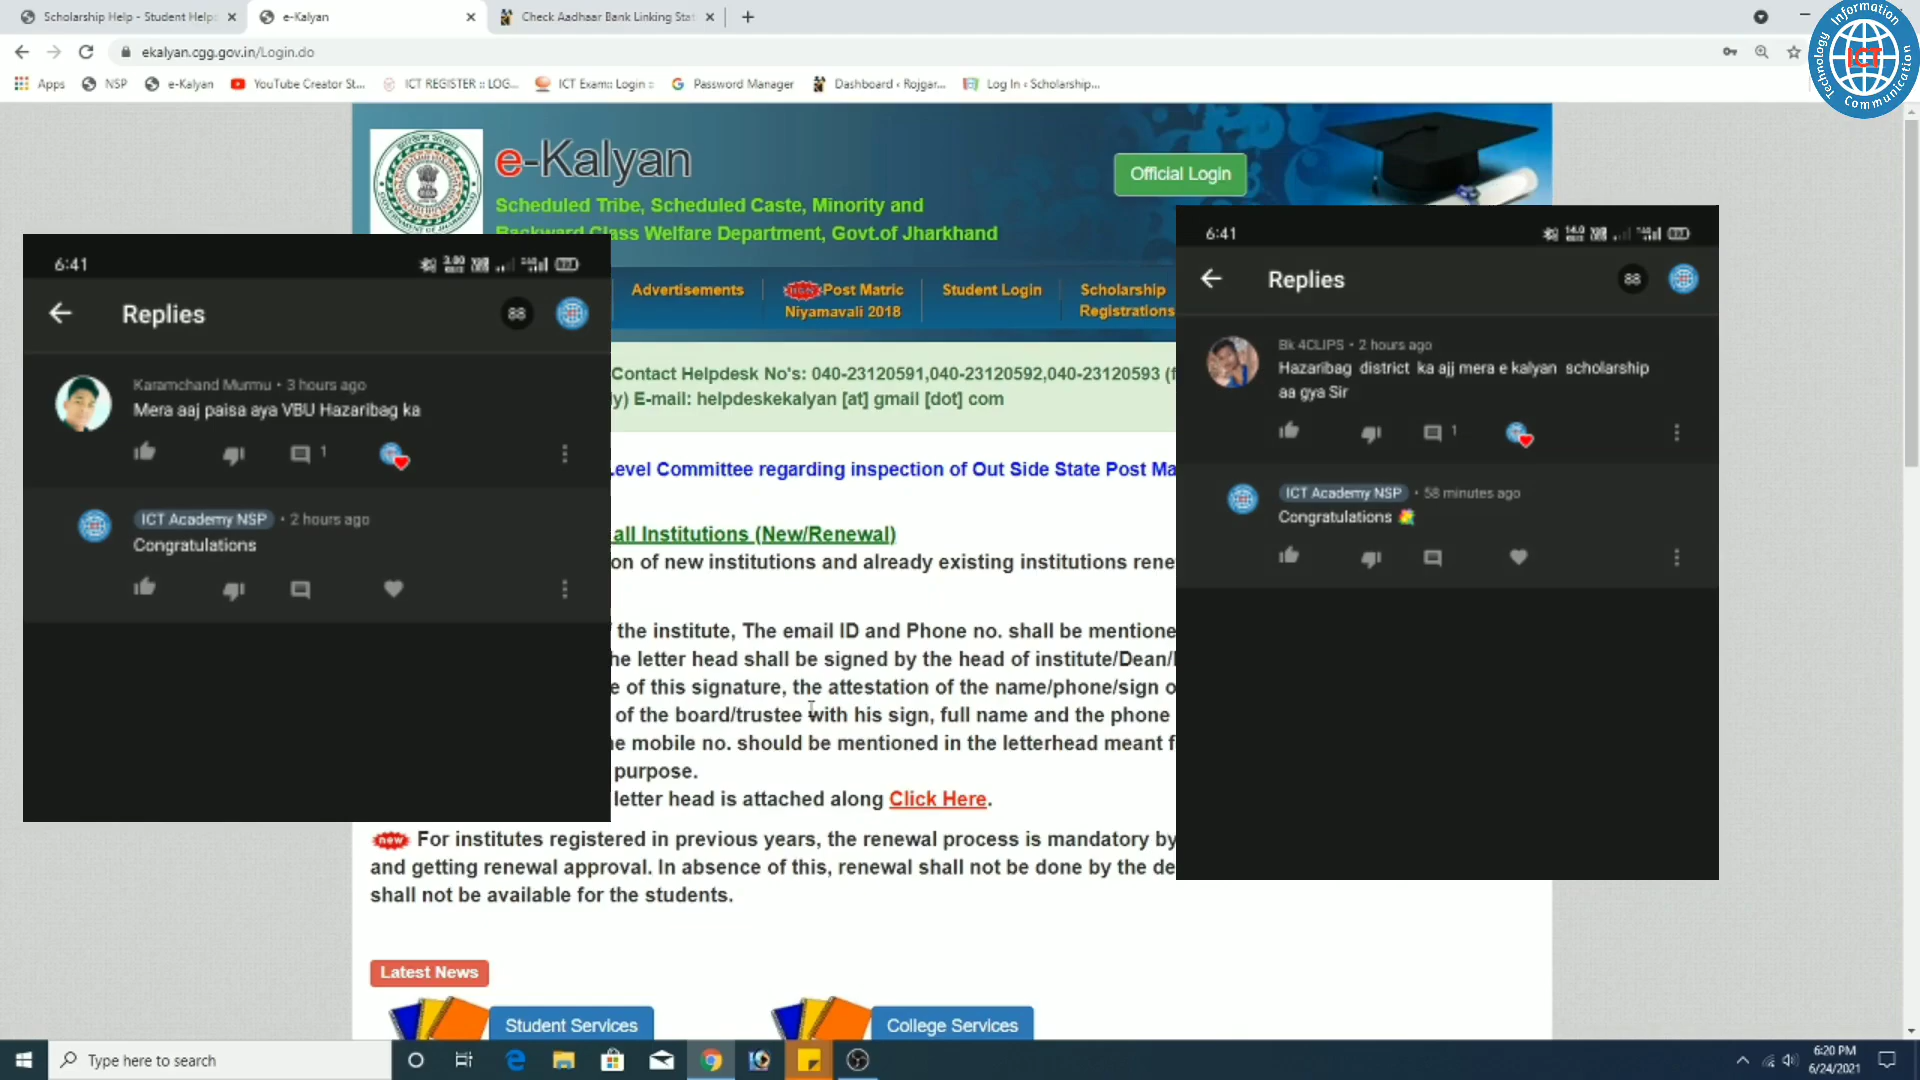 Scholarship Help - Student Help
e-Kalyan
Check Aadhaar Bank Linking Sta
ekalyan.cgg.gov.in/Login.do
Apps
NSP
e-Kalyan
YouTube Creator St...
ICT REGISTER :: LOG...
ICT Exam:: Login ::
Password Manager
Dashboard ‹ Rojgar...
Log In ‹ Scholarship...
Information
Communication
Technology
ICT
e-Kalyan
Scheduled Tribe, Scheduled Caste, Minority and
Backward Class Welfare Department, Govt.of Jharkhand
Official Login
Advertisements
Post Matric
Niyamavali 2018
Student Login
Scholarship
Registrations
Contact Helpdesk No's: 040-23120591,040-23120592,040-23120593 (f
ly) E-mail: helpdeskekalyan [at] gmail [dot] com
Level Committee regarding inspection of Out Side State Post Ma
all Institutions (New/Renewal)
on of new institutions and already existing institutions rene
the institute, The email ID and Phone no. shall be mentione
he letter head shall be signed by the head of institute/Dean/
e of this signature, the attestation of the name/phone/sign o
of the board/trustee with his sign, full name and the phone
he mobile no. should be mentioned in the letterhead meant f
purpose.
letter head is attached along Click Here.
new For institutes registered in previous years, the renewal process is mandatory by
and getting renewal approval. In absence of this, renewal shall not be done by the de
shall not be available for the students.
Latest News
Student Services
College Services
6:41
Replies
88
Karamchand Murmu • 3 hours ago
Mera aaj paisa aya VBU Hazaribag ka
1
ICT Academy NSP • 2 hours ago
Congratulations
6:41
Replies
88
Bk 4CLIPS • 2 hours ago
Hazaribag district ka ajj mera e kalyan scholarship
aa gya Sir
1
ICT Academy NSP • 58 minutes ago
Congratulations
Type here to search
6:20 PM
6/24/2021